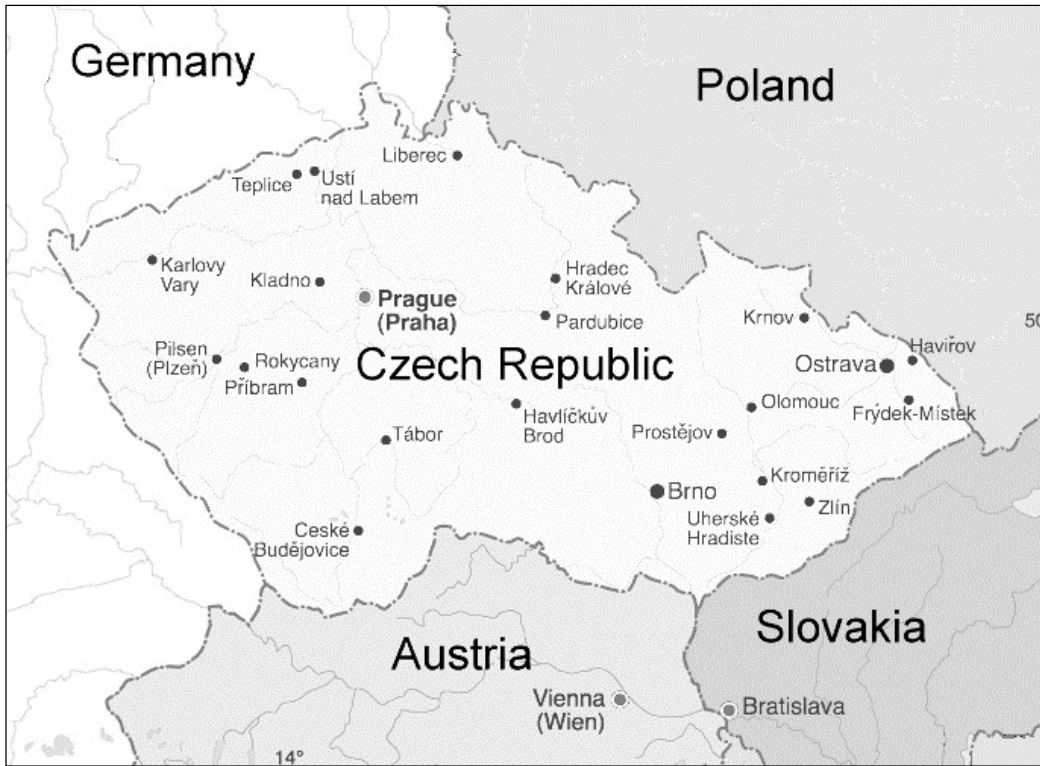 Germany
Poland
Liberec
Teplice
Ustí
nad Labem
Karlovy
Vary
Kladno
Hradec
Králové
Prague
(Praha)
Pardubice
Krnov
50
Pilsen
(Plzeň)
Rokycany
Příbram
Czech Republic
Ostrava
Havířov
Frýdek-Místek
Olomouc
Havlíčkův
Brod
Prostějov
Tábor
Kroměříž
Brno
Zlín
Uherské
Hradiste
Ceské
Budějovice
Slovakia
Austria
Vienna
(Wien)
Bratislava
14°